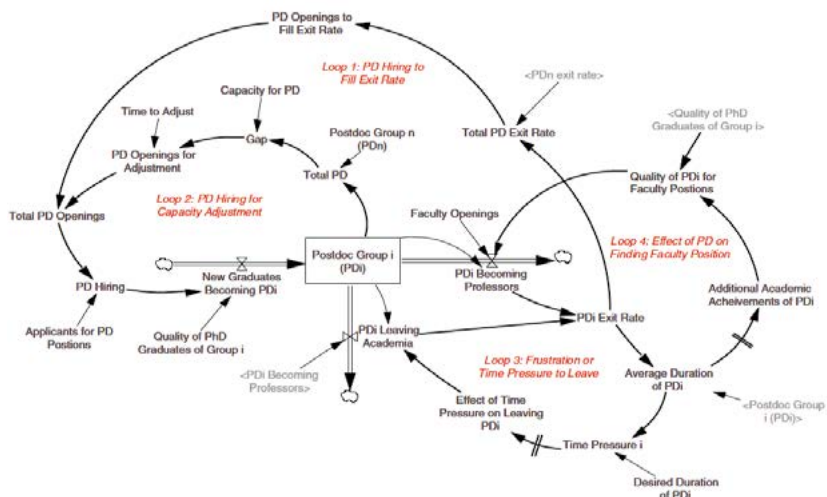 PD Openings to
Fill Exit Rate
Loop 1: PD Hiring to
Fill Exit Rate
<PDn exit rate>
Capacity for PD
Time to Adjust
<Quality of PhD
Graduates of Group i>
Gap
Postdoc Group n
(PDn)
Total PD Exit Rate
PD Openings for
Adjustment
Total PD
Quality of PDi for
Faculty Postions
Loop 2: PD Hiring for
Capacity Adjustment
Total PD Openings
Faculty Openings
Postdoc Group i
(PDi)
Loop 4: Effect of PD on
Finding Faculty Position
New Graduates
Becoming PDi
PDi Becoming
Professors
PD Hiring
Additional Academic
Acheivements of PDi
PDi Exit Rate
Applicants for PD
Postions
Quality of PhD
Graduates of Group i
PDi Leaving
Academia
Loop 3: Frustration or
Time Pressure to Leave
<PDi Becoming
Professors>
Average Duration
of PDi
Effect of Time
Pressure on Leaving
PDi
<Postdoc Group
i (PDi)>
Time Pressure i
Desired Duration
of PDi